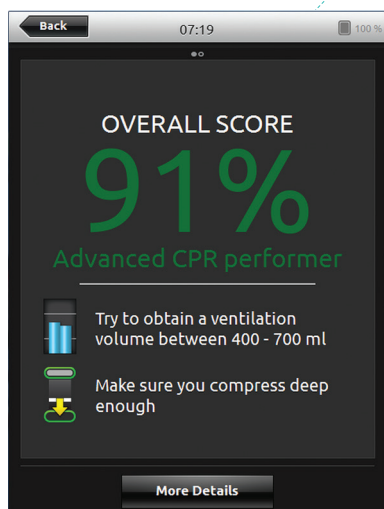 Back
07:19
100 %
OVERALL SCORE
91%
Advanced CPR performer
Try to obtain a ventilation
volume between 400 - 700 ml
Make sure you compress deep
enough
More Details